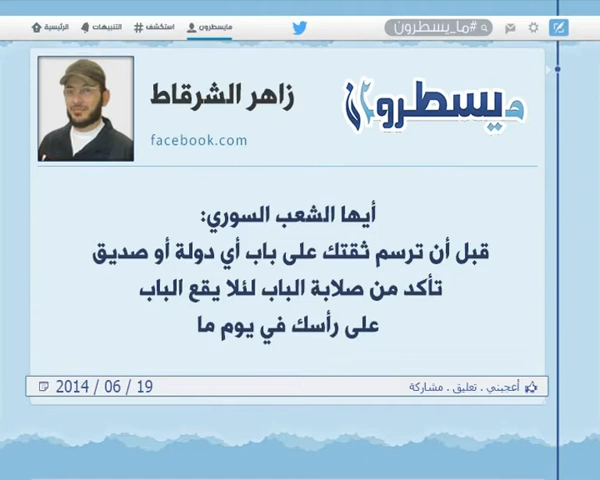 الرئيسية التنبيهات استكشف # مايسطرون #ما_يسطرون
ما يسطرون
زاهر الشرقاط
facebook.com
أيها الشعب السوري:
قبل أن ترسم ثقتك على باب أي دولة أو صديق
تأكد من صلابة الباب لئلا يقع الباب
على رأسك في يوم ما
أعجبني . تعليق . مشاركة
2014 / 06 / 19